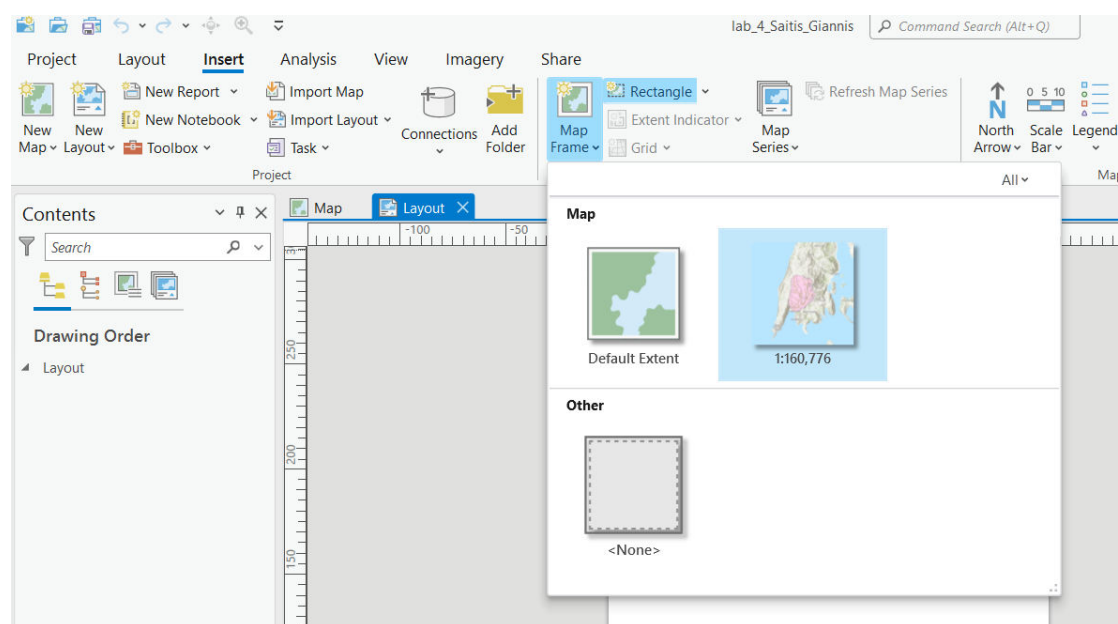 lab_4_Saitis_Giannis
Command Search (Alt+Q)
Project Layout Insert Analysis View Imagery Share
New Map
New Layout
New Report
New Notebook
Toolbox
Import Map
Import Layout
Task
Connections
Add Folder
Project
Map Frame
Rectangle
Extent Indicator
Grid
Map Series
Refresh Map Series
North Arrow
0 5 10
Scale Bar
Legend
Map
Contents
Search
Drawing Order
Layout
Map
Layout
-100
-50
250
200
150
All
Map
Default Extent
1:160,776
Other
<None>